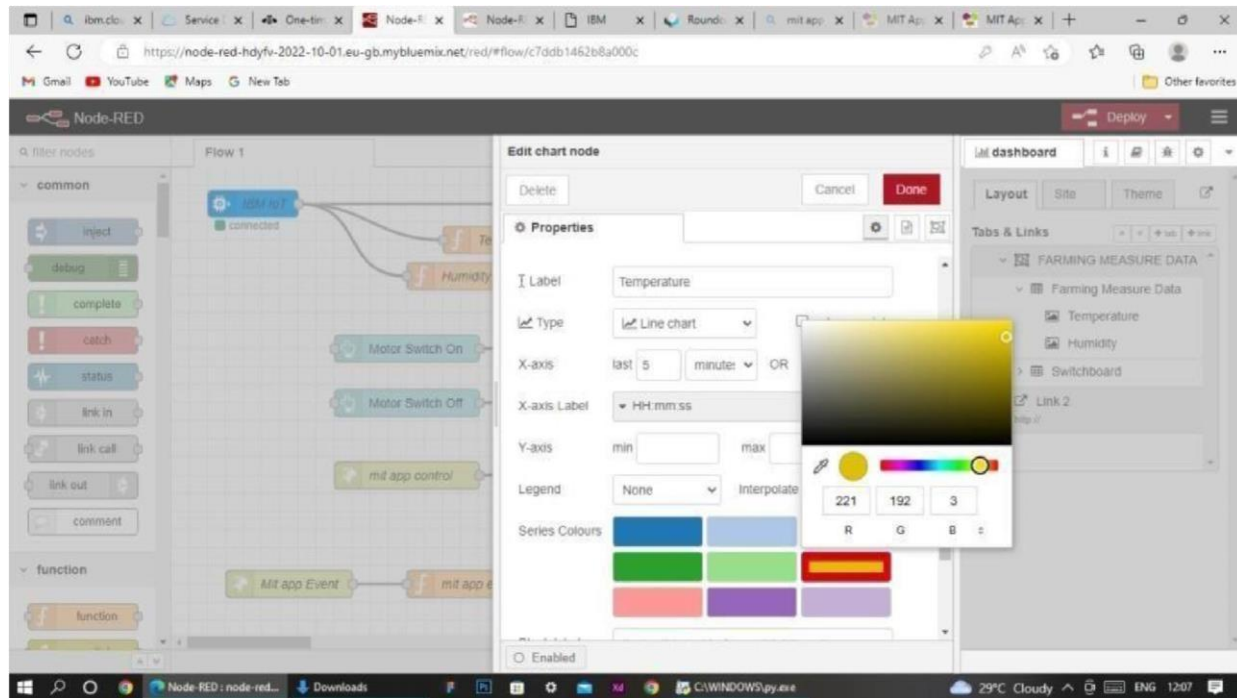 ibm.clo
Service
One-tim
Node-R
Node-R
IBM
Roundc
mit app
MIT Ap
MIT Ap
https://node-red-hdyfv-2022-10-01.eu-gb.mybluemix.net/red/#flow/c7ddb1462b8a000c
Gmail YouTube Maps New Tab Other favorites
Node-RED Deploy
filter nodes
Flow 1
Edit chart node
dashboard
common
Delete Cancel Done
Layout Site Theme
IBM IoT
connected
Properties
Tabs & Links
tab link
inject
debug
complete
catch
status
link in
link call
link out
comment
function
function
Te
Humidity
Motor Switch On
Motor Switch Off
mit app control
Mit app Event
mit app e
Label Temperature
Type Line chart
X-axis last 5 minutes OR
X-axis Label HH:mm:ss
Y-axis min max
Legend None Interpolate
Series Colours
221 192 3
R G B
Enabled
FARMING MEASURE DATA
Farming Measure Data
Temperature
Humidity
Switchboard
Link 2
http://
Node-RED : node-red... Downloads C:\WINDOWS\py.exe 29°C Cloudy ENG 12:07